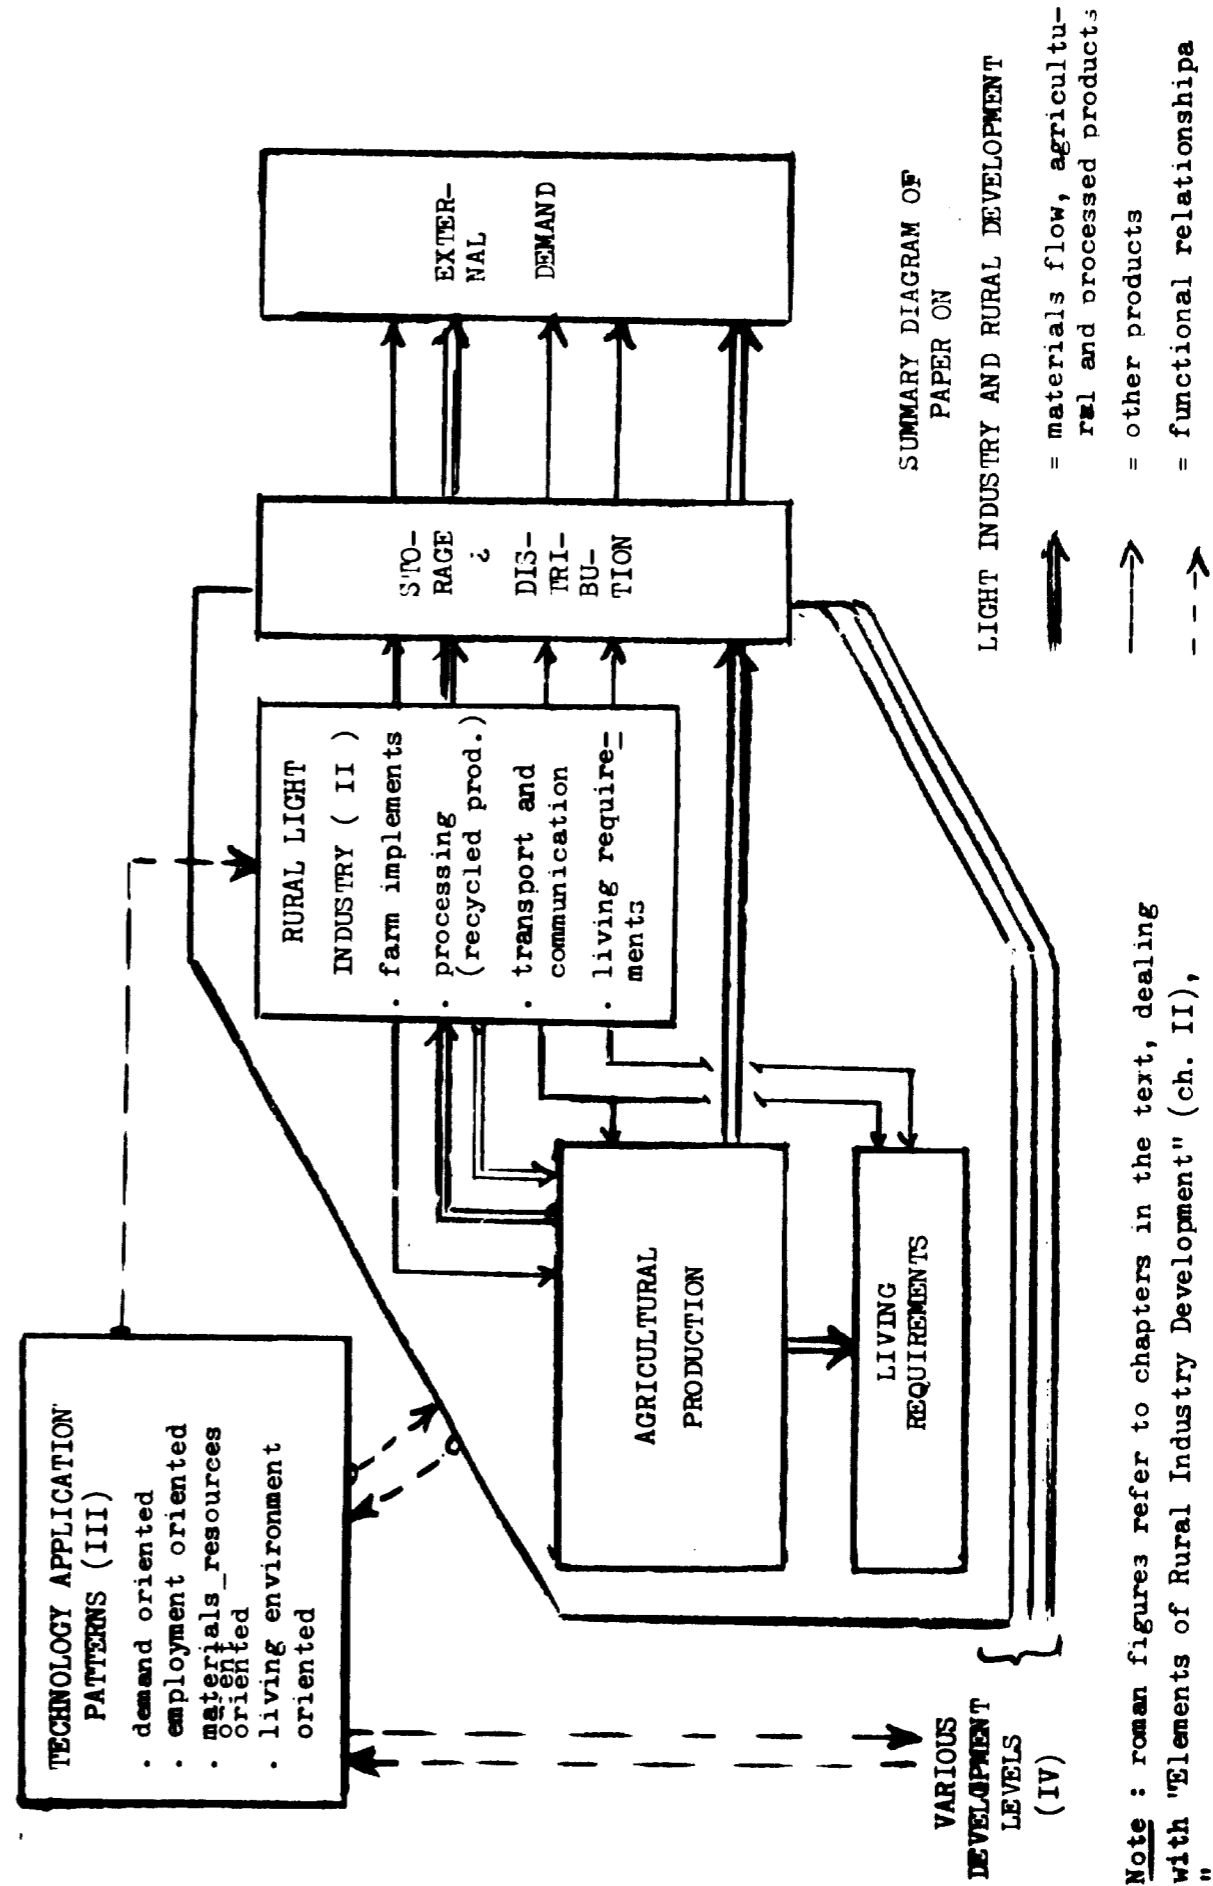 TECHNOLOGY APPLICATION
PATTERNS (III)
· demand oriented
· employment oriented
· materials_resources
orient
oriented
· living environment
oriented
RURAL LIGHT
INDUSTRY ( II )
· farm implements
· processing
(recycled prod.)
· transport and
communication
· living require_
ments
STO-
RAGE
¿
DIS-
TRI-
BU-
TION
EXTER-
NAL
DEMAND
AGRICULTURAL
PRODUCTION
LIVING
REQUIREMENTS
VARIOUS
DEVELOPMENT
LEVELS
(IV)
SUMMARY DIAGRAM OF
PAPER ON
LIGHT INDUSTRY AND RURAL DEVELOPMENT
= materials flow, agricultu-
ral and processed products
= other products
= functional relationshipa
Note : roman figures refer to chapters in the text, dealing
with "Elements of Rural Industry Development" (ch. II),
"